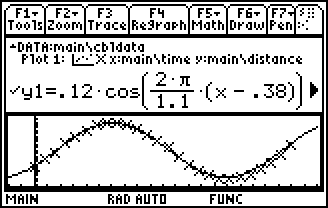 F1 F2 F3 F4 F5 F6 F7
Tools Zoom Trace ReGraph Math Draw Pen
DATA:main\cbldata
Plot 1: x:main\time y:main\distance
✓y1=.12·cos(2·π/1.1·(x-.38))
MAIN RAD AUTO FUNC